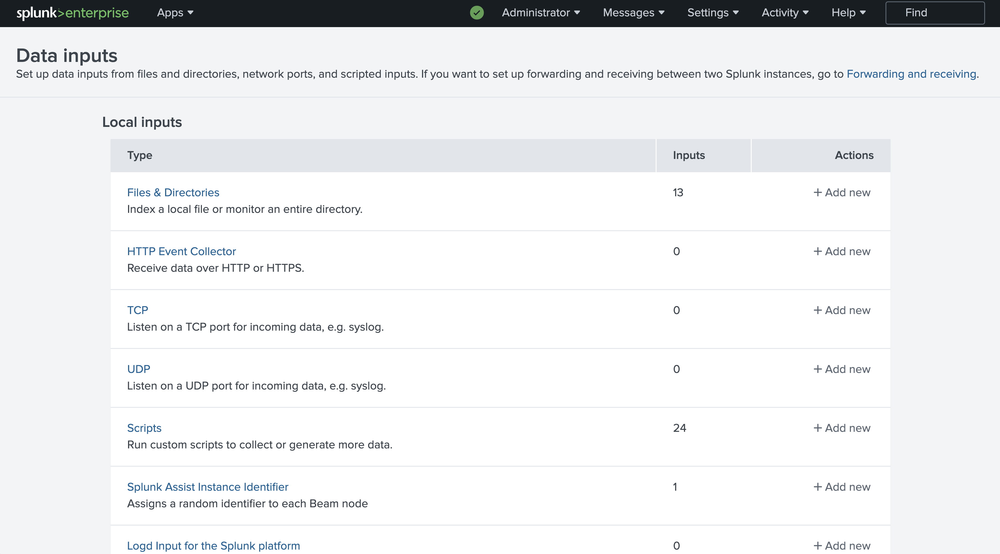 splunk>enterprise Apps Administrator Messages Settings Activity Help Find
Data inputs
Set up data inputs from files and directories, network ports, and scripted inputs. If you want to set up forwarding and receiving between two Splunk instances, go to Forwarding and receiving.
Local inputs
Type Inputs Actions
Files & Directories 13 + Add new
Index a local file or monitor an entire directory.
HTTP Event Collector 0 + Add new
Receive data over HTTP or HTTPS.
TCP 0 + Add new
Listen on a TCP port for incoming data, e.g. syslog.
UDP 0 + Add new
Listen on a UDP port for incoming data, e.g. syslog.
Scripts 24 + Add new
Run custom scripts to collect or generate more data.
Splunk Assist Instance Identifier 1 + Add new
Assigns a random identifier to each Beam node
Logd Input for the Splunk platform 0 + Add new